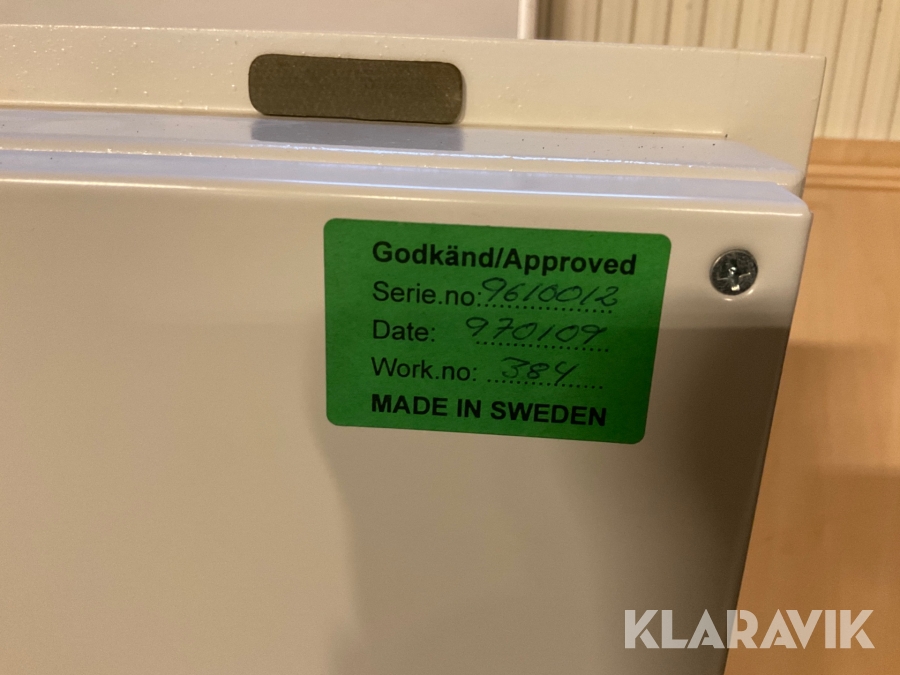 Godkänd/Approved
Serie.no: 9610012
Date: 970109
Work.no: 384
MADE IN SWEDEN
KLARAVIK